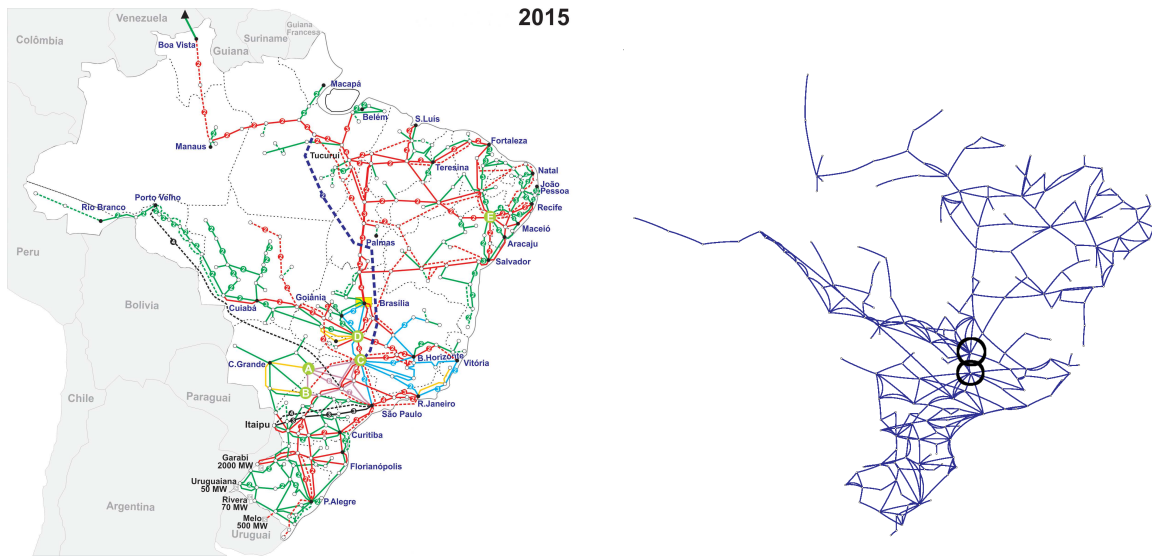 2015
Venezuela
Colômbia
Guiana
Suriname
Guiana
Francesa
Boa Vista
Macapá
Belém
S.Luis
Fortaleza
Manaus
Tucuruí
Teresina
Natal
João
Pessoa
Recife
Maceió
Aracaju
Salvador
Porto Velho
Rio Branco
Palmas
Peru
Bolivia
Cuiabá
Goiânia
Brasília
E
D
C
A
B
B.Horizonte
Vitória
C.Grande
R.Janeiro
São Paulo
Paraguai
Chile
Itaipu
Curitiba
Garabi
2000 MW
Florianópolis
Uruguaiana
50 MW
Rivera
70 MW
P.Alegre
Melo
500 MW
Argentina
Uruguai